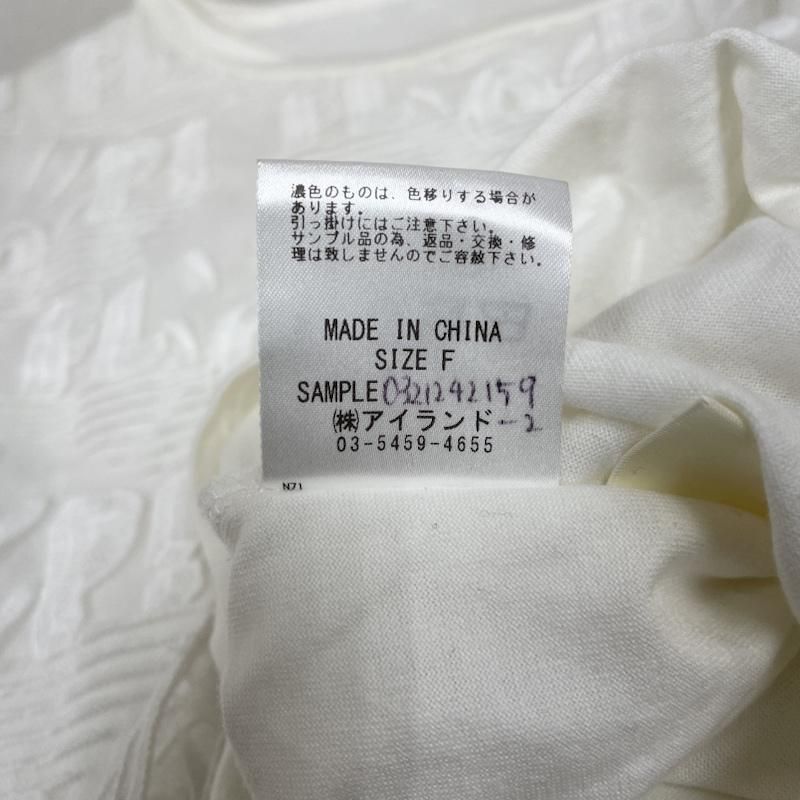 濃色のものは、色移りする場合が
あります。
引っ掛けにはご注意下さい。
サンプル品の為、返品・交換・修
理は致しませんのでご容赦下さい。
MADE IN CHINA
SIZE F
SAMPLE 0321242159
㈱アイランド -2
03-5459-4655
N71